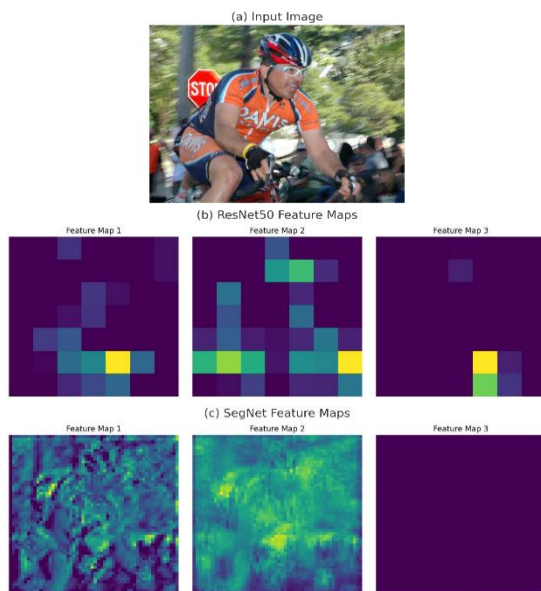 (a) Input Image
STOP
DAVIS
(b) ResNet50 Feature Maps
Feature Map 1
Feature Map 2
Feature Map 3
(c) SegNet Feature Maps
Feature Map 1
Feature Map 2
Feature Map 3